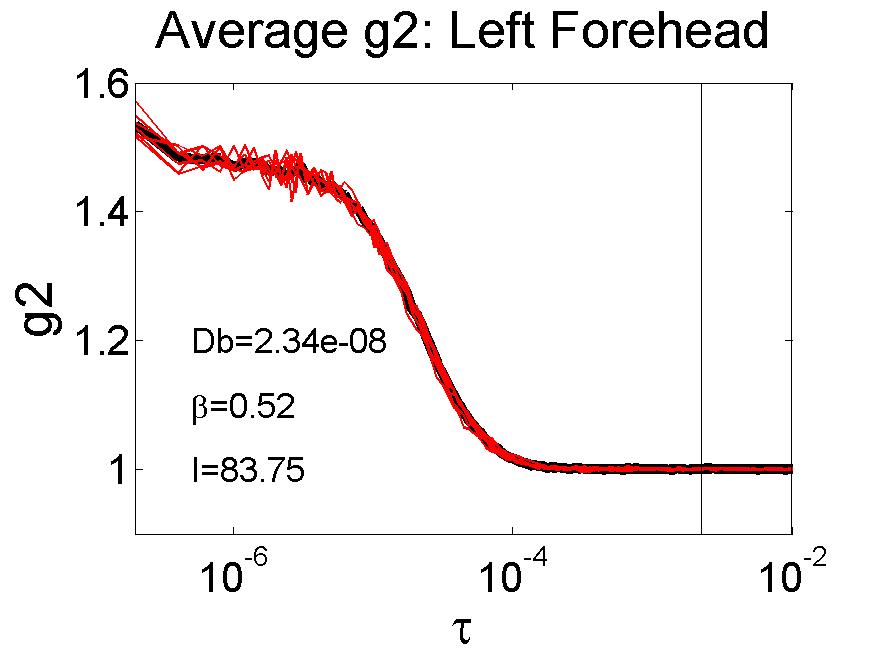 Average g2: Left Forehead
1.6
1.4
1.2
1
g2
Db=2.34e-08
β=0.52
I=83.75
10^-6
10^-4
10^-2
τ